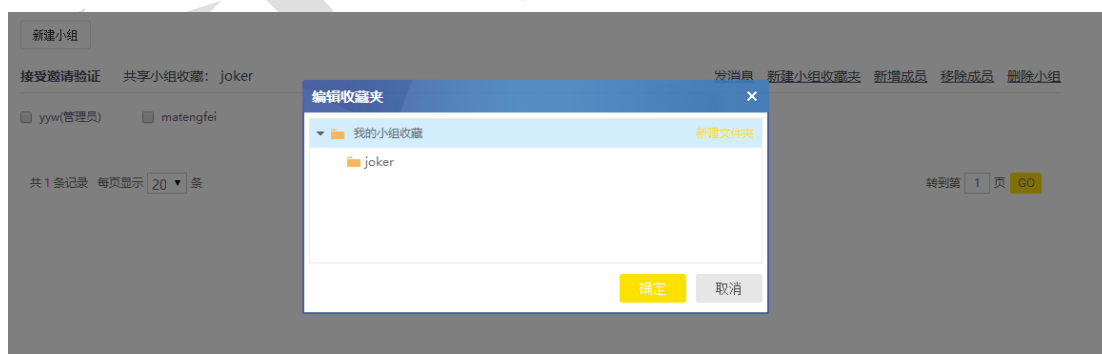 新建小组
接受邀请验证 共享小组收藏： joker 发消息 新建小组收藏夹 新增成员 移除成员 删除小组
编辑收藏夹 ×
yyw(管理员) matengfei
我的小组收藏 新建文件夹
joker
共1条记录 每页显示 20 条 转到第 1 页 GO
确定 取消